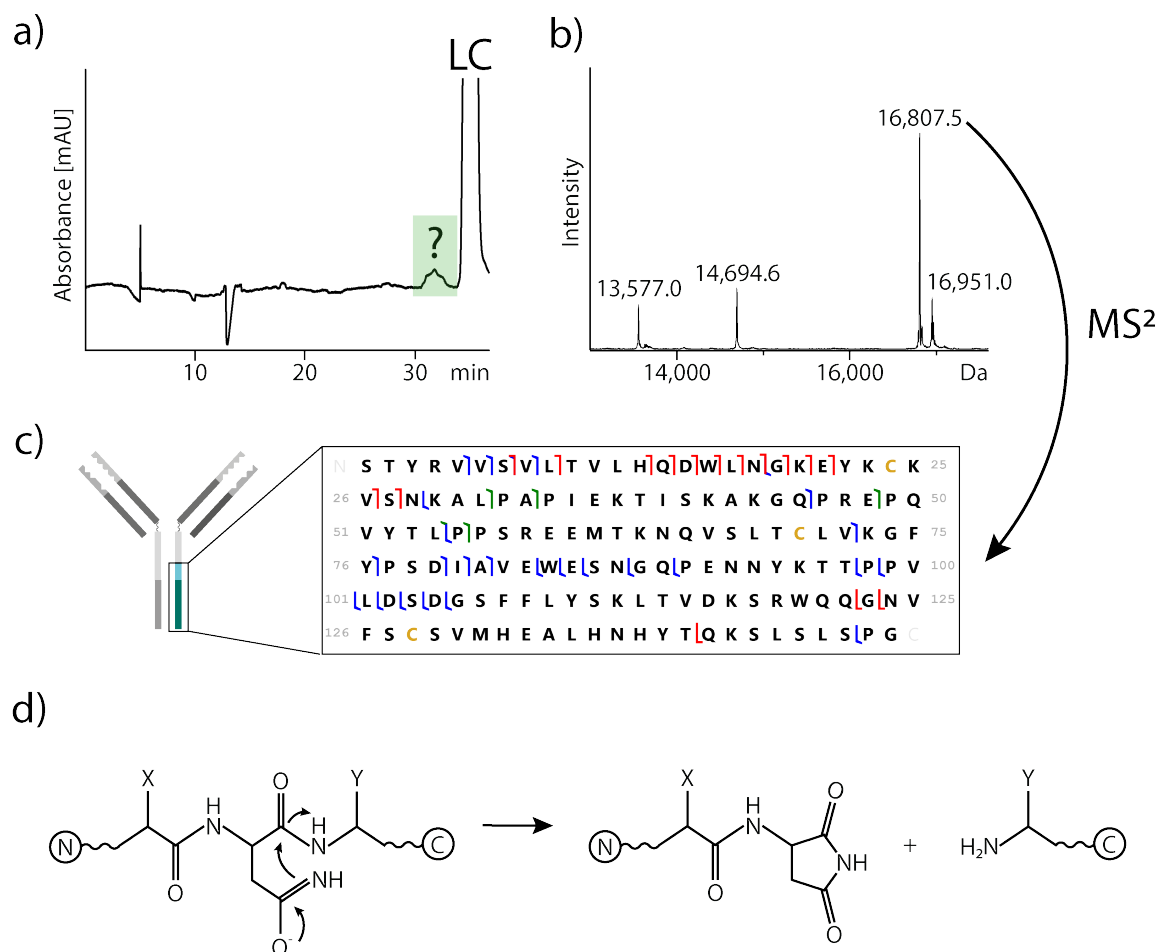 a)
LC
Absorbance [mAU]
?
10 20 30 min
b)
Intensity
16,807.5
14,694.6
13,577.0
16,951.0
14,000 16,000 Da
MS²
c)
N S T Y R V V S V L T V L H Q D W L N G K E Y K C K 25
26 V S N K A L P A P I E K T I S K A K G Q P R E P Q 50
51 V Y T L P P S R E E M T K N Q V S L T C L V K G F 75
76 Y P S D I A V E W E S N G Q P E N N Y K T T P P V 100
101 L D S D G S F F L Y S K L T V D K S R W Q Q G N V 125
126 F S C S V M H E A L H N H Y T Q K S L S L S P G C
d)
X O Y
H H
N N N C
O NH
O-
X O
H
N N NH
O O
+
Y
H₂N C